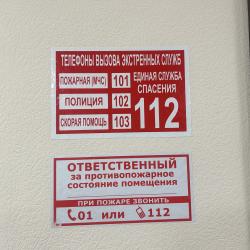 ТЕЛЕФОНЫ ВЫЗОВА ЭКСТРЕННЫХ СЛУЖБ
ПОЖАРНАЯ (МЧС) 101
ПОЛИЦИЯ 102
СКОРАЯ ПОМОЩЬ 103
ЕДИНАЯ СЛУЖБА
СПАСЕНИЯ
112
ОТВЕТСТВЕННЫЙ
за противопожарное
состояние помещения
ПРИ ПОЖАРЕ ЗВОНИТЬ
01 или 112